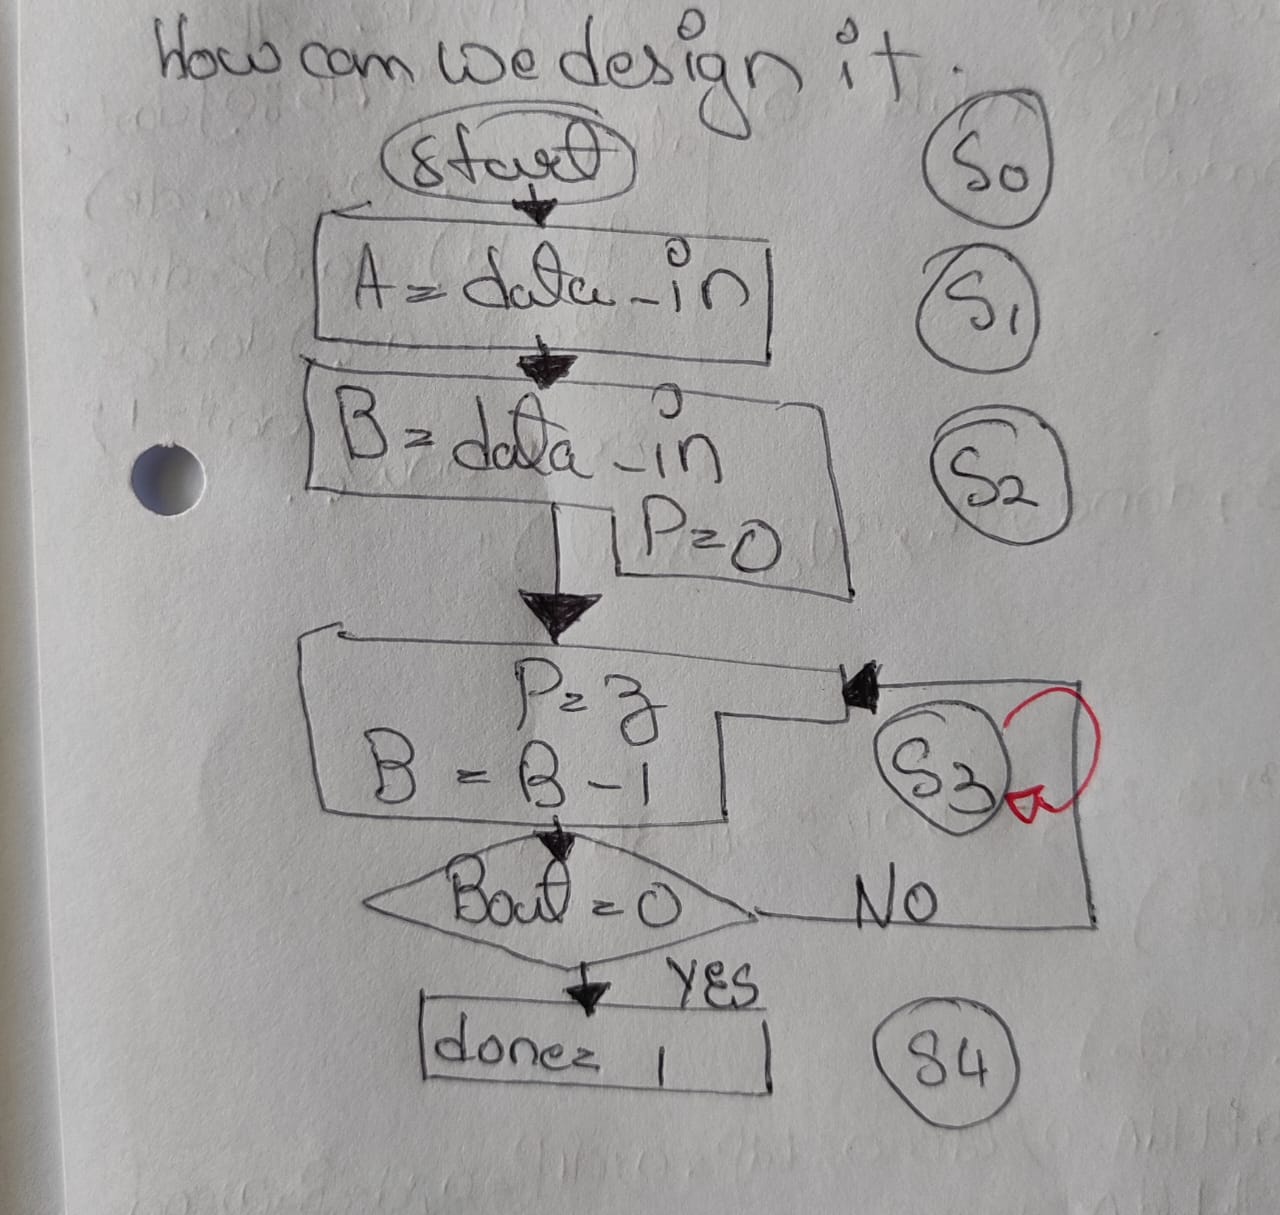 How can we design it.
Start
S0
A = data_in
S1
B = data_in
P = 0
S2
P = z
B = B - 1
S3
Bout = 0
NO
YES
done = 1
S4